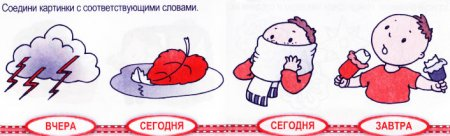 Соедини картинки с соответствующими словами.
ВЧЕРА СЕГОДНЯ СЕГОДНЯ ЗАВТРА